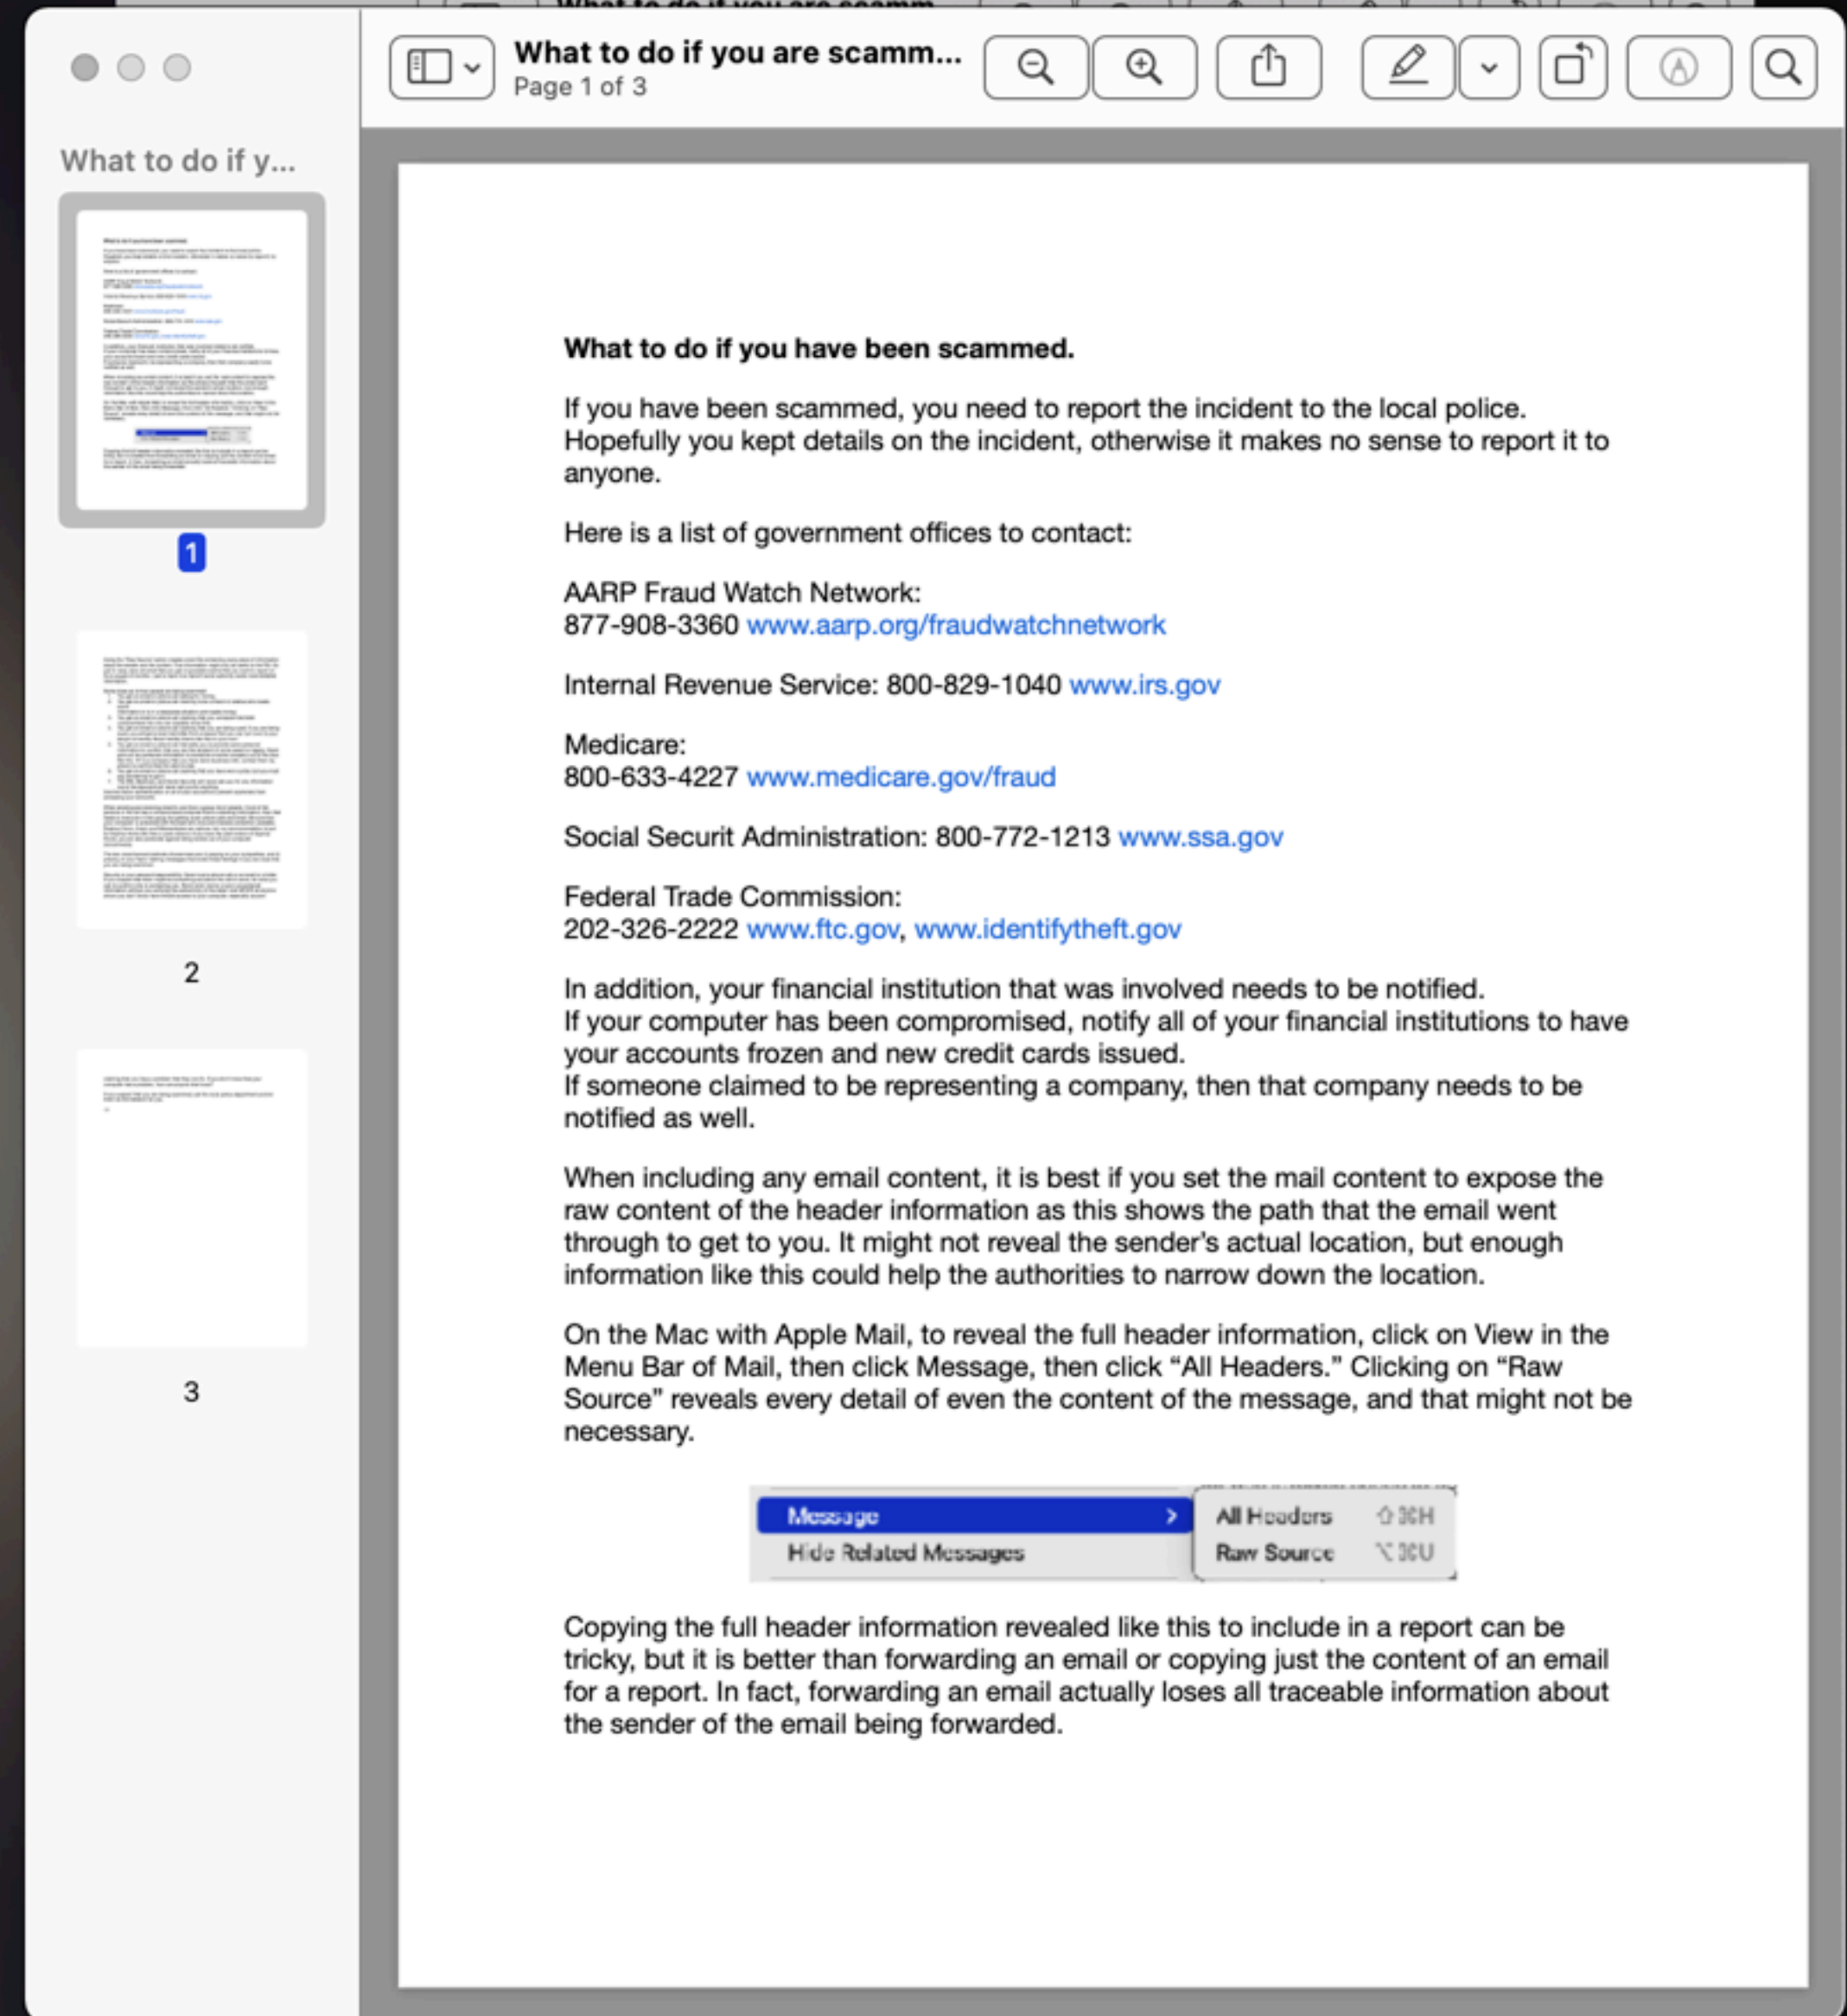 What to do if you are scamm...
Page 1 of 3
What to do if y...
1
2
3
What to do if you have been scammed.
If you have been scammed, you need to report the incident to the local police.
Hopefully you kept details on the incident, otherwise it makes no sense to report it to
anyone.
Here is a list of government offices to contact:
AARP Fraud Watch Network:
877-908-3360 www.aarp.org/fraudwatchnetwork
Internal Revenue Service: 800-829-1040 www.irs.gov
Medicare:
800-633-4227 www.medicare.gov/fraud
Social Securit Administration: 800-772-1213 www.ssa.gov
Federal Trade Commission:
202-326-2222 www.ftc.gov, www.identifytheft.gov
In addition, your financial institution that was involved needs to be notified.
If your computer has been compromised, notify all of your financial institutions to have
your accounts frozen and new credit cards issued.
If someone claimed to be representing a company, then that company needs to be
notified as well.
When including any email content, it is best if you set the mail content to expose the
raw content of the header information as this shows the path that the email went
through to get to you. It might not reveal the sender's actual location, but enough
information like this could help the authorities to narrow down the location.
On the Mac with Apple Mail, to reveal the full header information, click on View in the
Menu Bar of Mail, then click Message, then click “All Headers.” Clicking on “Raw
Source” reveals every detail of even the content of the message, and that might not be
necessary.
Message > All Headers ⇧⌘H
Hide Related Messages Raw Source ⌥⌘U
Copying the full header information revealed like this to include in a report can be
tricky, but it is better than forwarding an email or copying just the content of an email
for a report. In fact, forwarding an email actually loses all traceable information about
the sender of the email being forwarded.